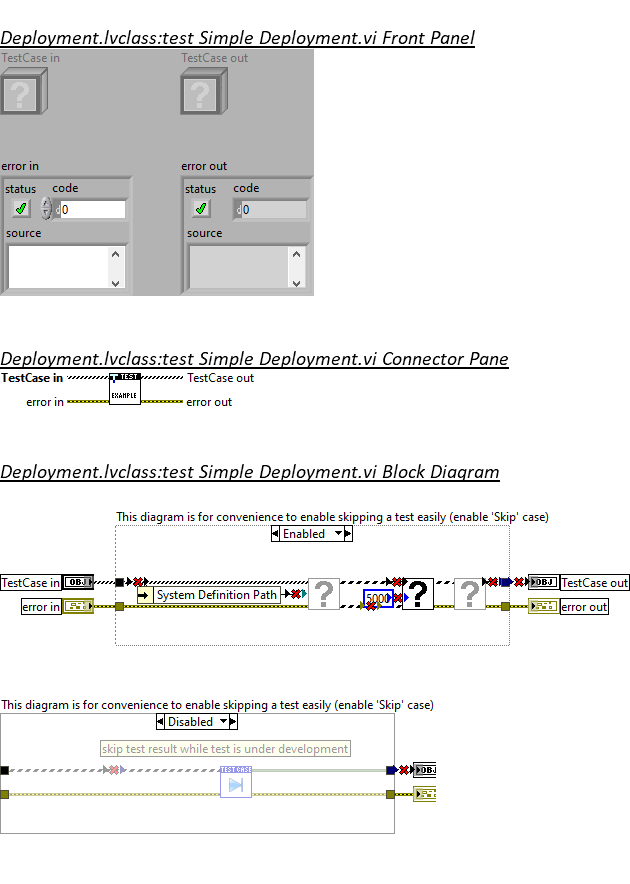 Deployment.lvclass:test Simple Deployment.vi Front Panel
TestCase in TestCase out
? ?
error in error out
status code status code
0 d 0
source source
Deployment.lvclass:test Simple Deployment.vi Connector Pane
TestCase in TEST TestCase out
error in EXAMPLE error out
Deployment.lvclass:test Simple Deployment.vi Block Diagram
This diagram is for convenience to enable skipping a test easily (enable 'Skip' case)
Enabled
TestCase in OBJ ? ? ? OBJ TestCase out
System Definition Path 5000
error in error out
This diagram is for convenience to enable skipping a test easily (enable 'Skip' case)
Disabled
skip test result while test is under development
TEST CASE OBJ